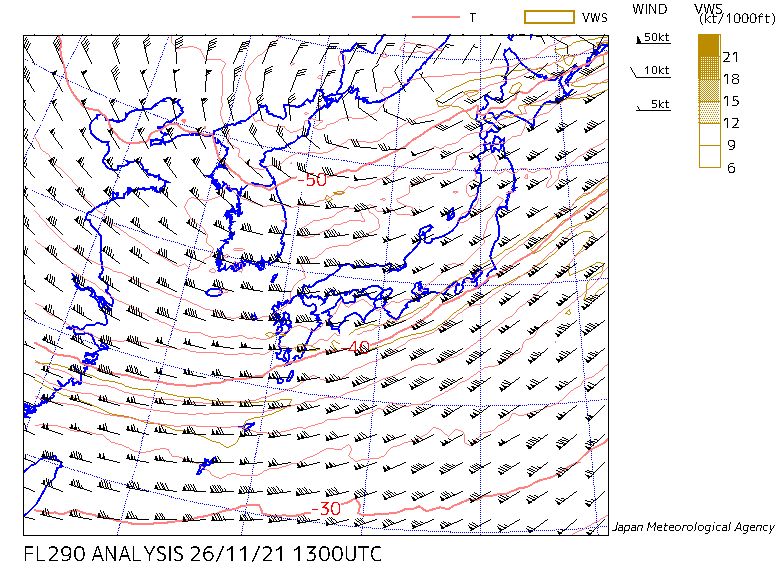 T VWS WIND VWS
(kt/1000ft)
50kt
10kt
5kt
21
18
15
12
9
6
-50
-40
-30
Japan Meteorological Agency
FL290 ANALYSIS 26/11/21 1300UTC